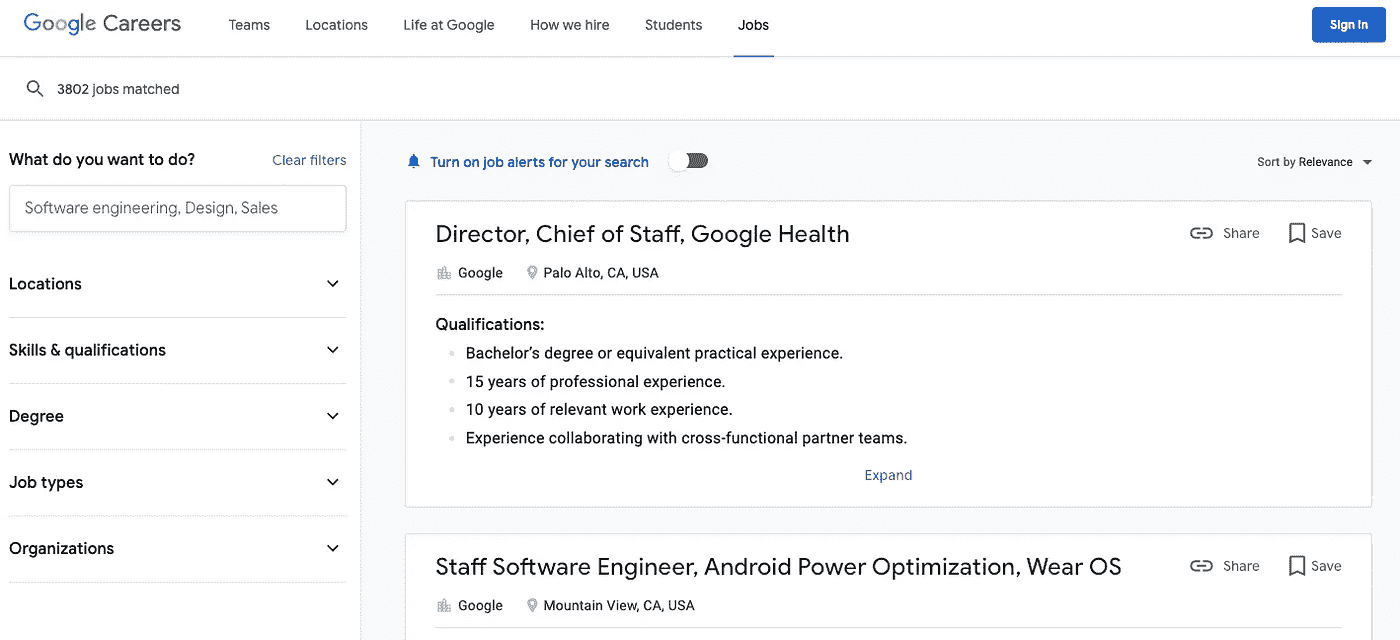 Google Careers Teams Locations Life at Google How we hire Students Jobs Sign in
3802 jobs matched
What do you want to do? Clear filters
Software engineering, Design, Sales
Locations
Skills & qualifications
Degree
Job types
Organizations
Turn on job alerts for your search Sort by Relevance
Director, Chief of Staff, Google Health Share Save
Google Palo Alto, CA, USA
Qualifications:
Bachelor's degree or equivalent practical experience.
15 years of professional experience.
10 years of relevant work experience.
Experience collaborating with cross-functional partner teams.
Expand
Staff Software Engineer, Android Power Optimization, Wear OS Share Save
Google Mountain View, CA, USA